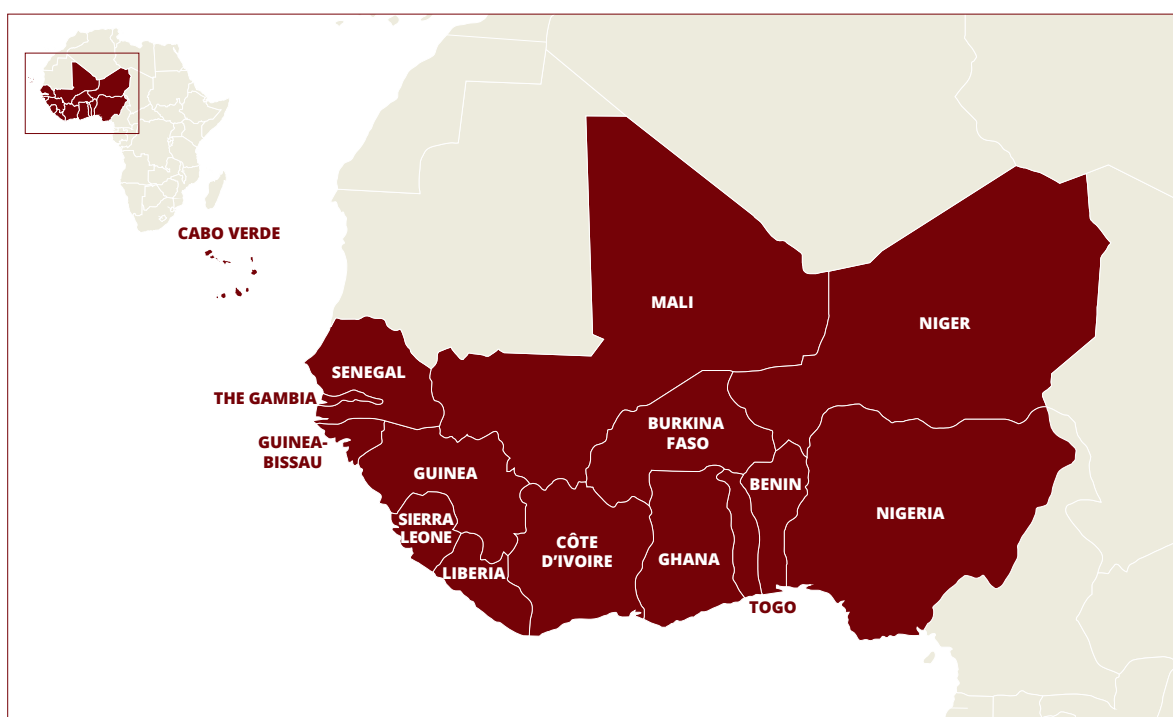 CABO VERDE
MALI
NIGER
SENEGAL
THE GAMBIA
BURKINA
FASO
GUINEA-
BISSAU
GUINEA
BENIN
NIGERIA
SIERRA
LEONE
CÔTE
D’IVOIRE
GHANA
LIBERIA
TOGO